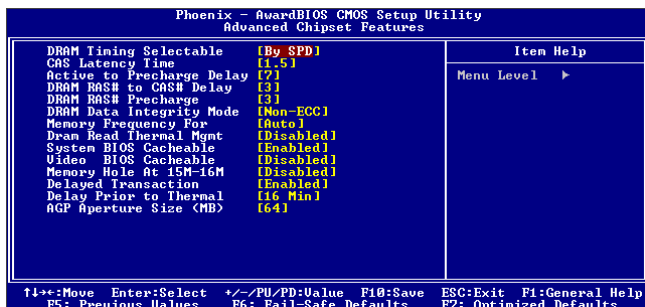 Phoenix - AwardBIOS CMOS Setup Utility
Advanced Chipset Features
DRAM Timing Selectable [By SPD]
CAS Latency Time [1.5]
Active to Precharge Delay [7]
DRAM RAS# to CAS# Delay [3]
DRAM RAS# Precharge [3]
DRAM Data Integrity Mode [Non-ECC]
Memory Frequency For [Auto]
Dram Read Thermal Mgmt [Disabled]
System BIOS Cacheable [Enabled]
Video BIOS Cacheable [Disabled]
Memory Hole At 15M-16M [Disabled]
Delayed Transaction [Enabled]
Delay Prior to Thermal [16 Min]
AGP Aperture Size (MB) [64]
Item Help
Menu Level ►
↑↓→←:Move Enter:Select +/-/PU/PD:Value F10:Save ESC:Exit F1:General Help
F5: Previous Values F6: Fail-Safe Defaults F7: Optimized Defaults